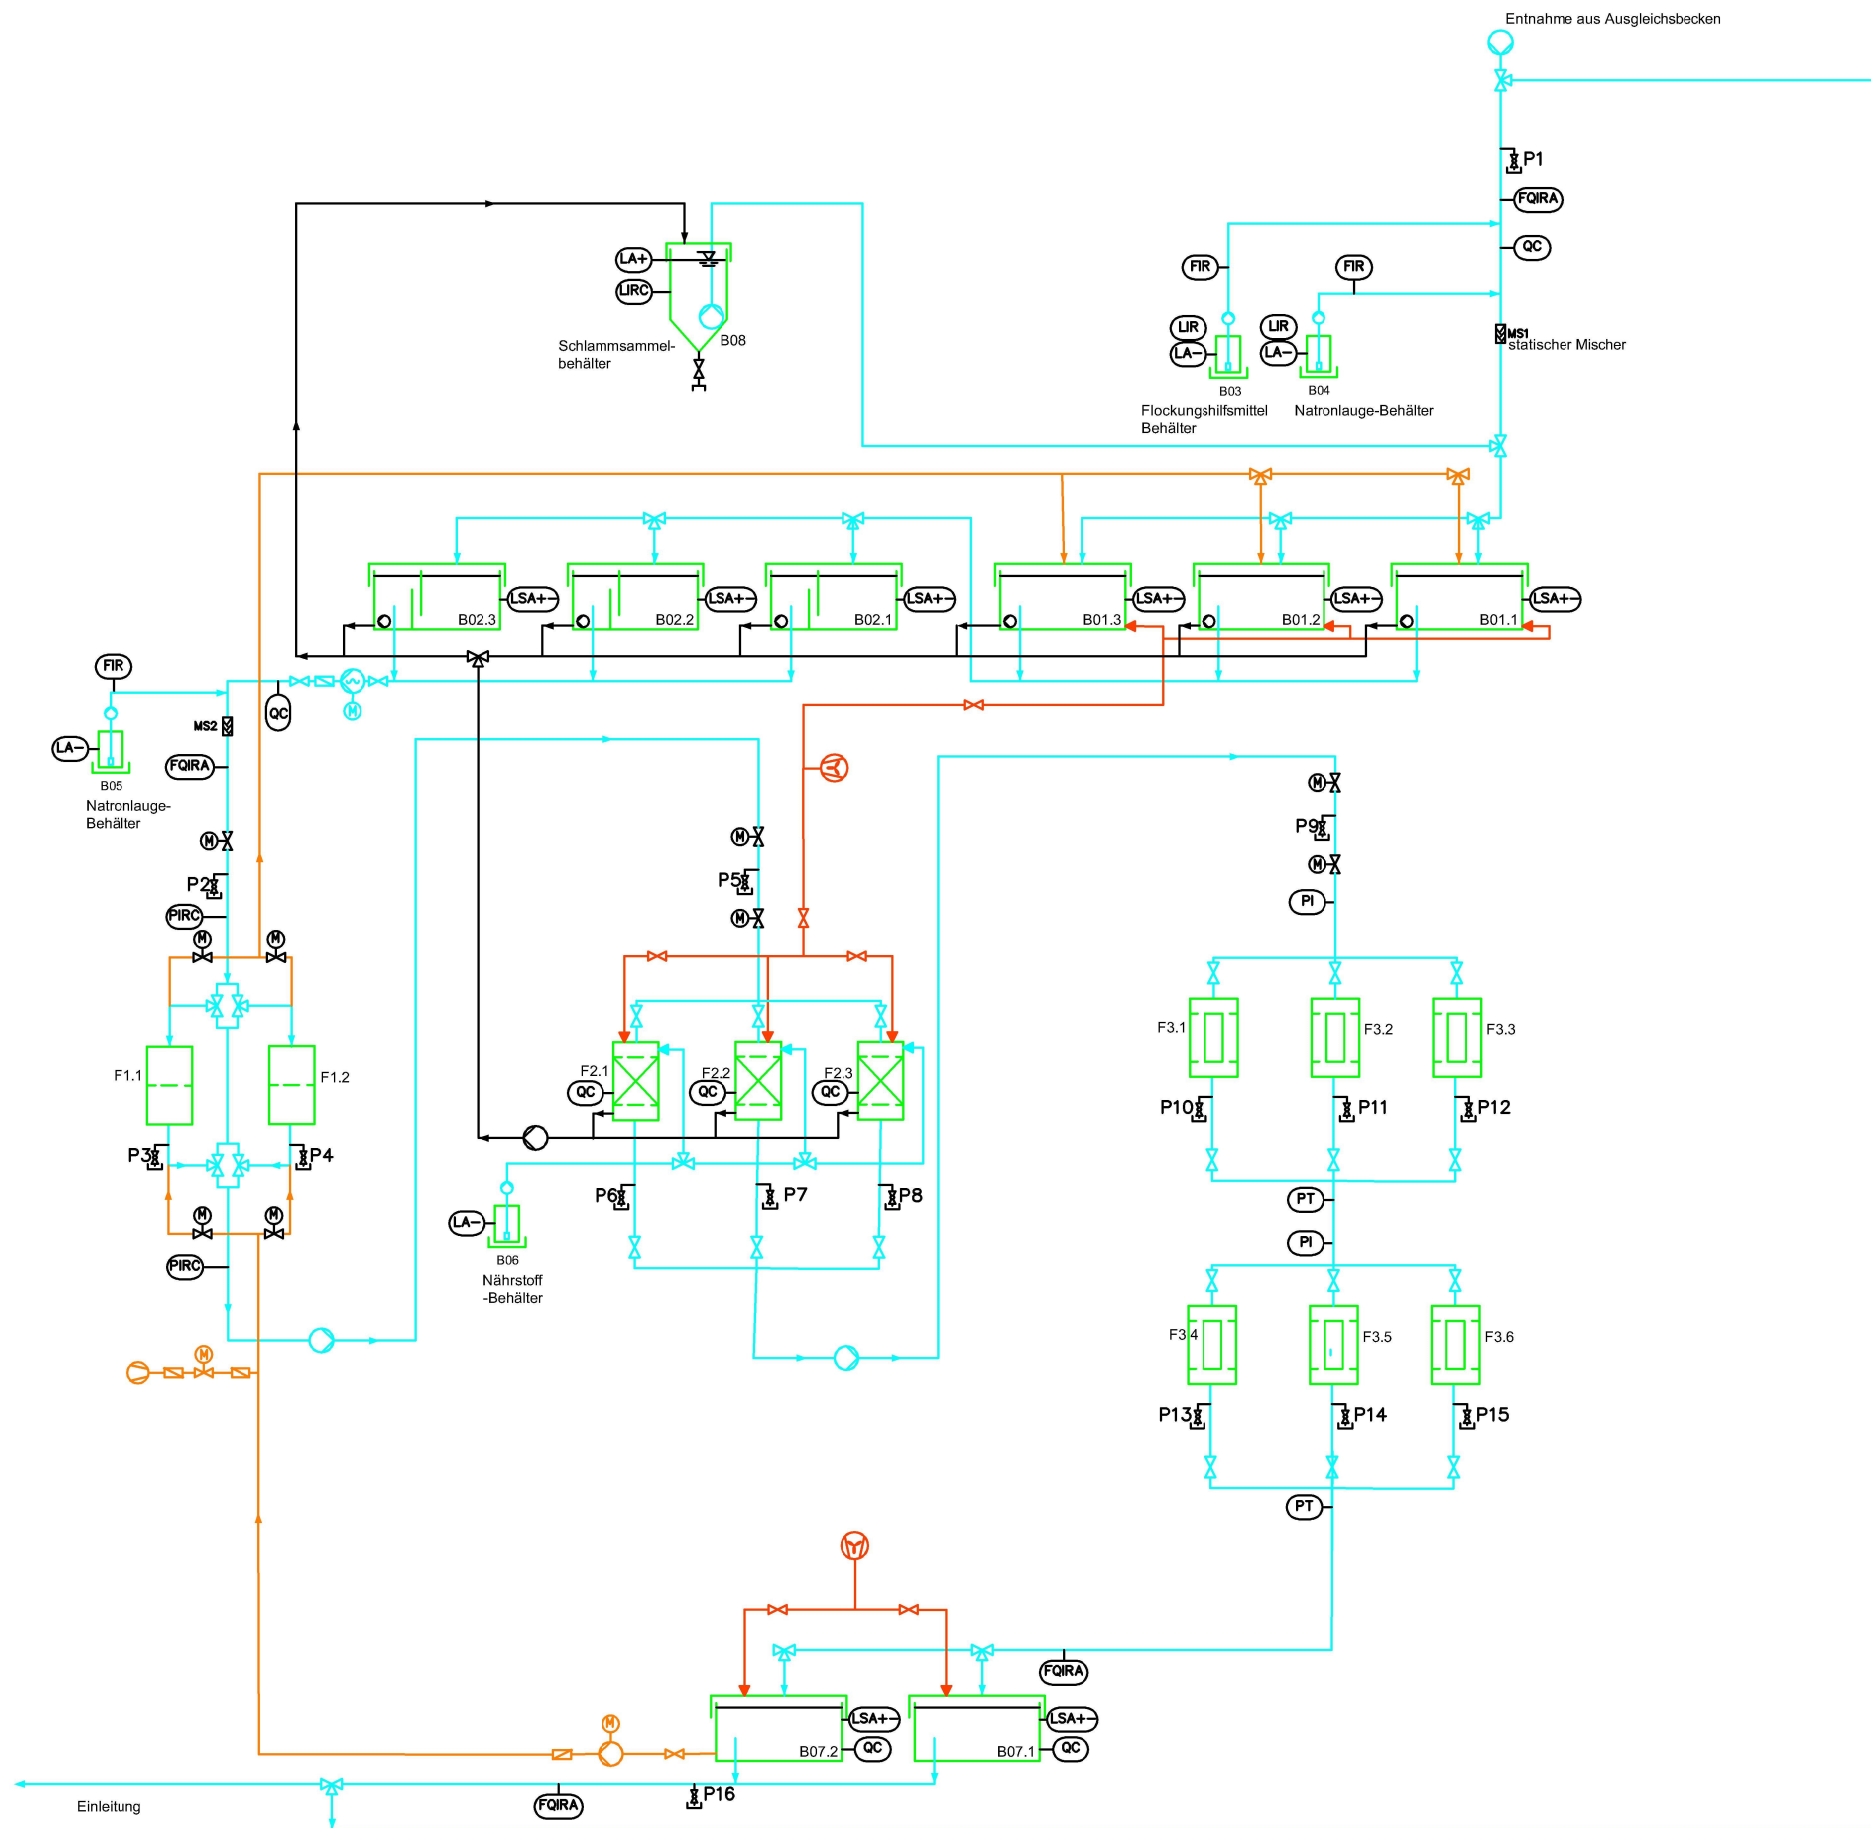 Entnahme aus Ausgleichsbecken
P1
FQIRA
QC
LA+
LIRC
B08
Schlammsammel-
behälter
FIR
FIR
LIR
LA-
LIR
LA-
MS1
statischer Mischer
B03
B04
Flockungshilfsmittel
Behälter
Natronlauge-Behälter
LSA+-
LSA+-
LSA+-
LSA+-
LSA+-
LSA+-
B02.3
B02.2
B02.1
B01.3
B01.2
B01.1
FIR
QC
M
MS2
LA-
FQIRA
B05
Natronlauge-
Behälter
M
P2
PIRC
M
M
M
P5
M
M
P9
M
PI
F1.1
F1.2
F2.1
F2.2
F2.3
QC
QC
QC
F3.1
F3.2
F3.3
P10
P11
P12
P3
P4
P6
P7
P8
LA-
B06
Nährstoff
-Behälter
M
M
PIRC
PT
PI
M
F3.4
F3.5
F3.6
P13
P14
P15
PT
FQIRA
M
LSA+-
LSA+-
B07.2
QC
B07.1
QC
P16
FQIRA
Einleitung